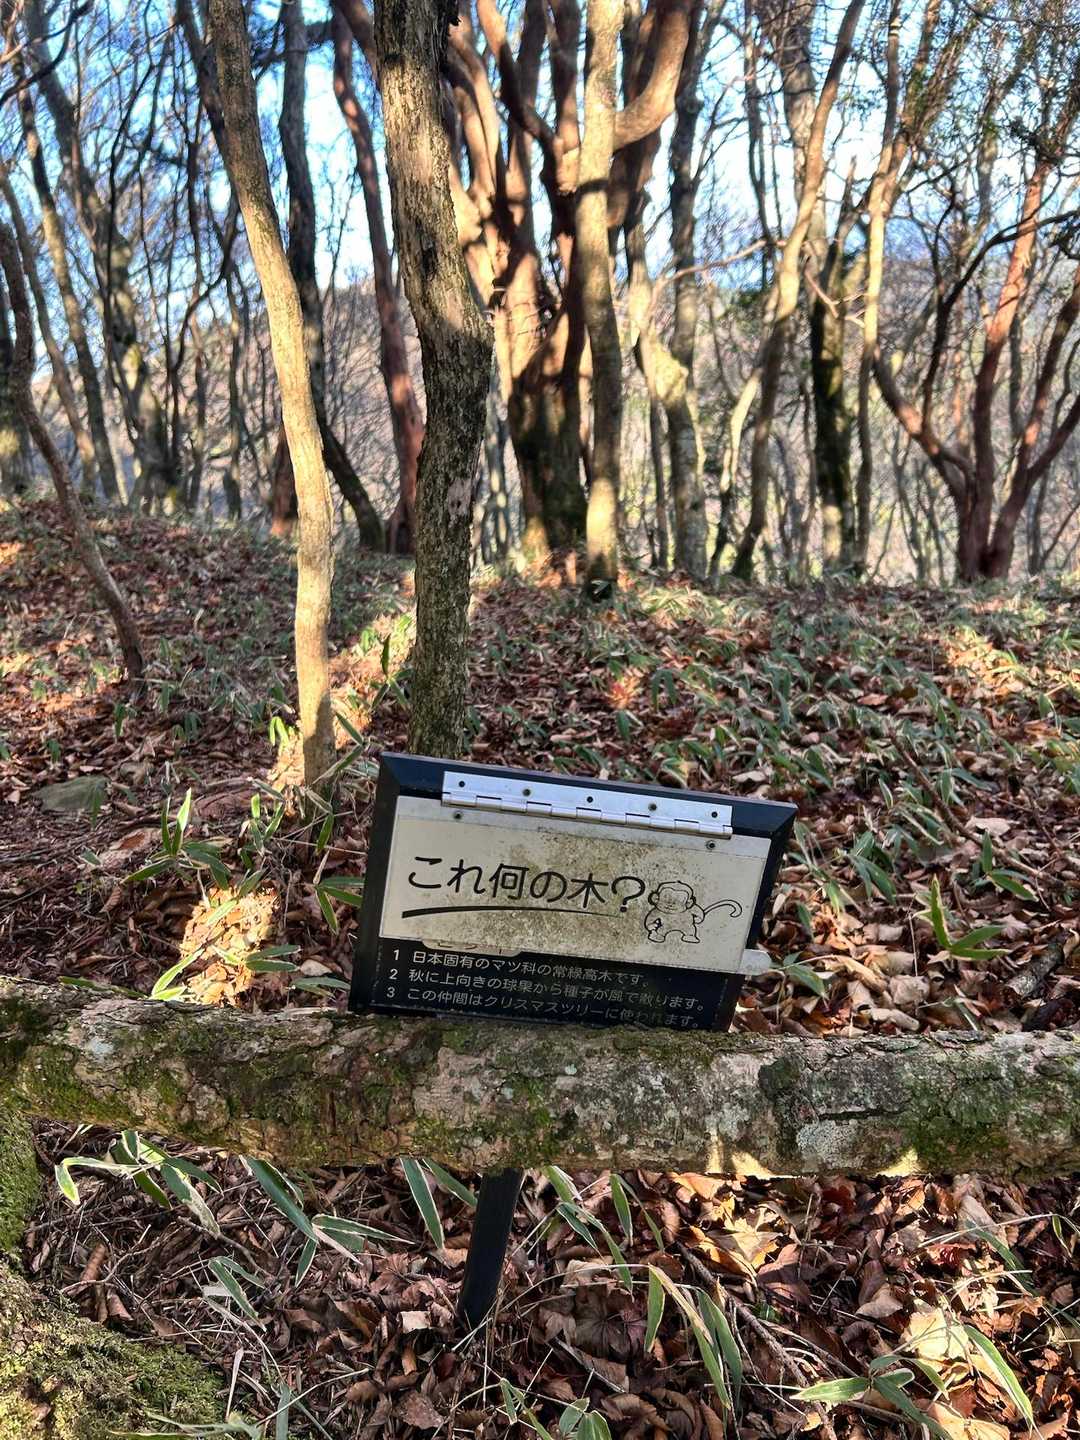 これ何の木？
1 日本固有のマツ科の常緑高木です。
2 秋に上向きの球果から種子が風で散ります。
3 この仲間はクリスマスツリーに使われます。